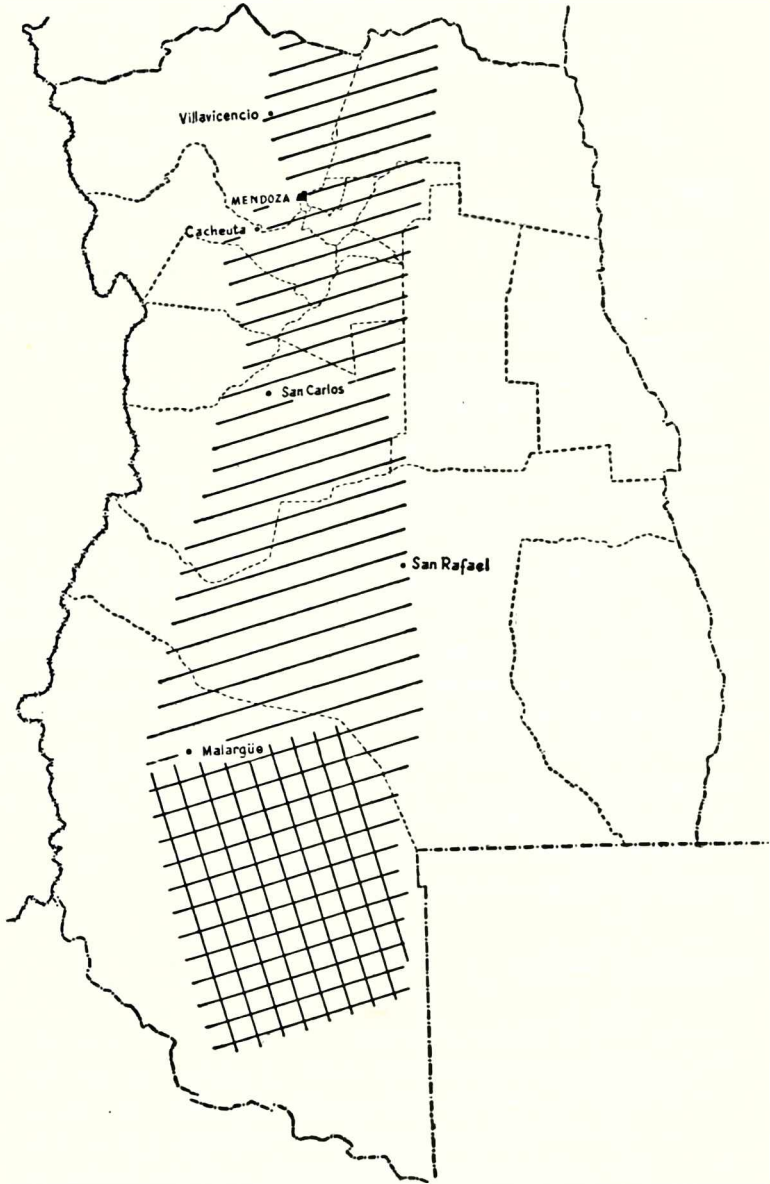 Villavicencio
MENDOZA
Cacheuta
San Carlos
San Rafael
Malargüe